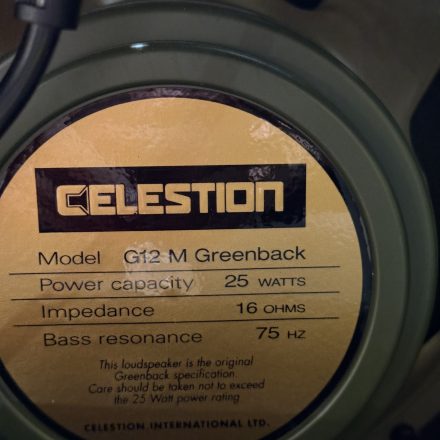 CELESTION
Model G12 M Greenback
Power capacity 25 WATTS
Impedance 16 OHMS
Bass resonance 75 HZ
This loudspeaker is the original
Greenback specification.
Care should be taken not to exceed
the 25 Watt power rating
CELESTION INTERNATIONAL LTD.